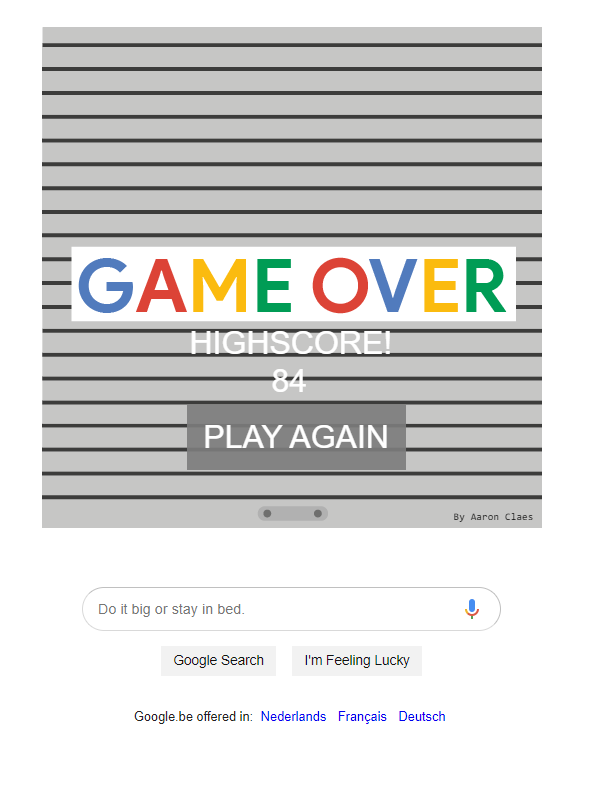 GAME OVER
HIGHSCORE!
84
PLAY AGAIN
By Aaron Claes
Do it big or stay in bed.
Google Search I'm Feeling Lucky
Google.be offered in: Nederlands Français Deutsch